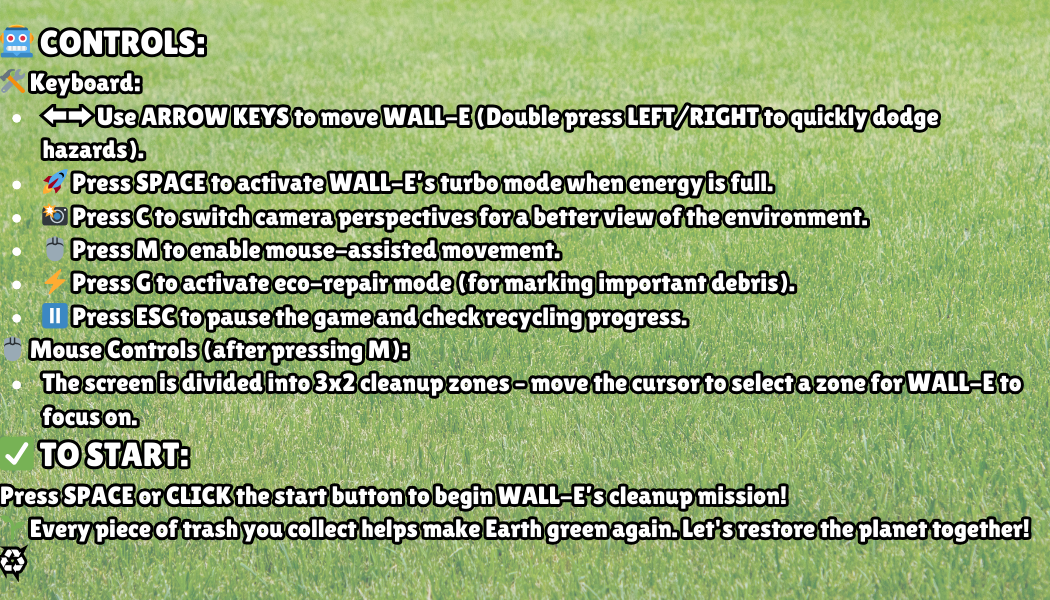 🤖 CONTROLS:
🛠️ Keyboard:
• ⬅️➡️ Use ARROW KEYS to move WALL-E (Double press LEFT/RIGHT to quickly dodge
hazards).
• 🚀 Press SPACE to activate WALL-E's turbo mode when energy is full.
• 📸 Press C to switch camera perspectives for a better view of the environment.
• 🖱️ Press M to enable mouse-assisted movement.
• ⚡ Press G to activate eco-repair mode (for marking important debris).
• ⏸️ Press ESC to pause the game and check recycling progress.
🖱️ Mouse Controls (after pressing M):
• The screen is divided into 3x2 cleanup zones – move the cursor to select a zone for WALL-E to
focus on.
✅ TO START:
Press SPACE or CLICK the start button to begin WALL-E's cleanup mission!
Every piece of trash you collect helps make Earth green again. Let's restore the planet together!
♻